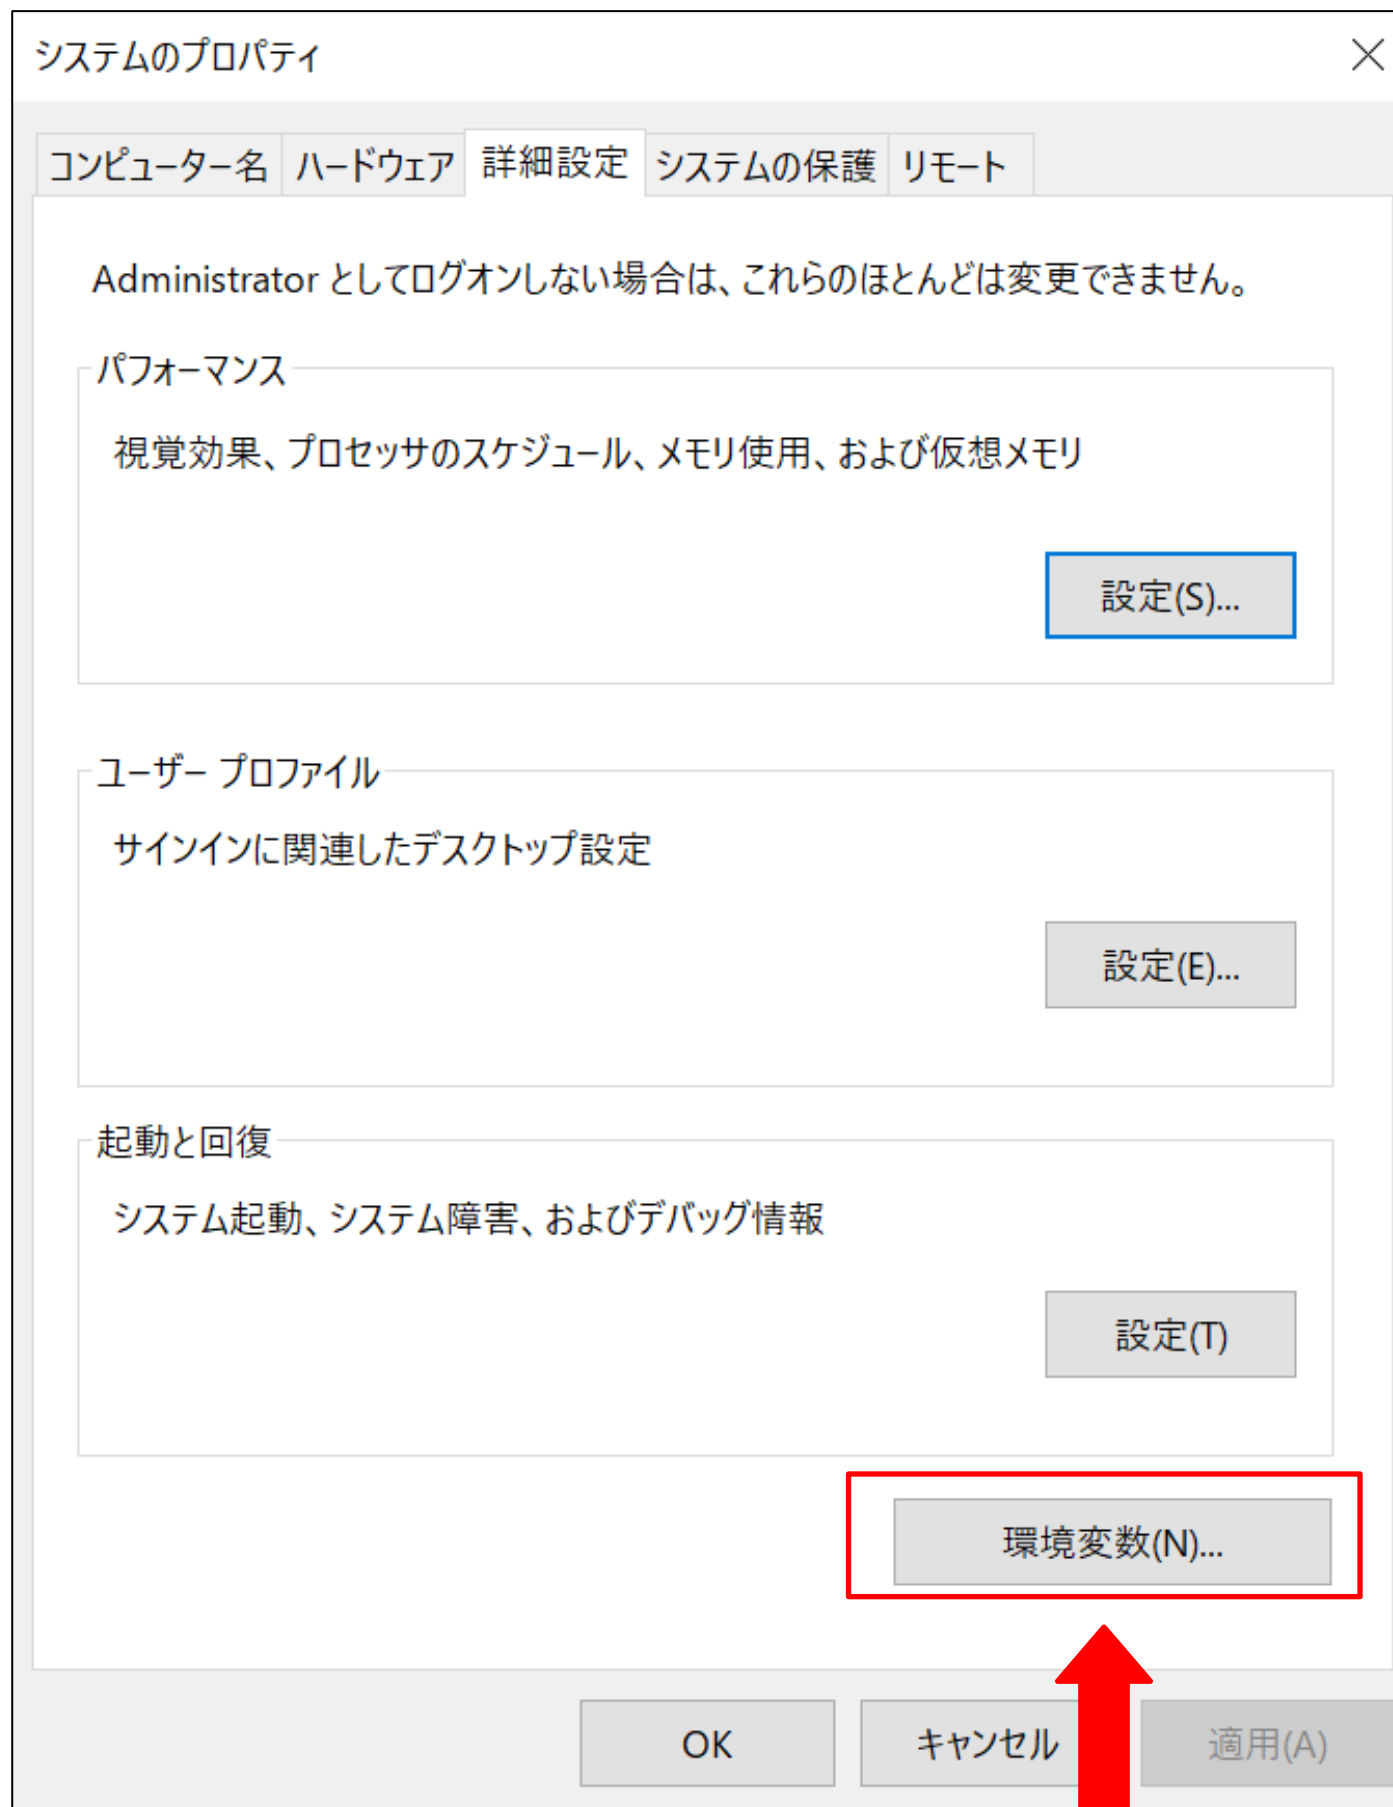 システムのプロパティ
コンピューター名 ハードウェア 詳細設定 システムの保護 リモート
Administrator としてログオンしない場合は、これらのほとんどは変更できません。
パフォーマンス
視覚効果、プロセッサのスケジュール、メモリ使用、および仮想メモリ
設定(S)...
ユーザー プロファイル
サインインに関連したデスクトップ設定
設定(E)...
起動と回復
システム起動、システム障害、およびデバッグ情報
設定(T)
環境変数(N)...
OK キャンセル 適用(A)